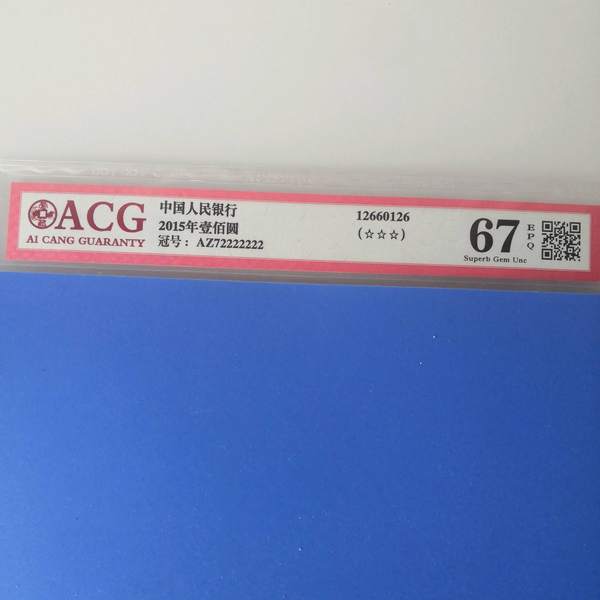 ACG
AI CANG GUARANTY
中国人民银行
2015年壹佰圆
冠号：AZ72222222
12660126
(☆☆☆)
67
EPQ
Superb Gem Unc